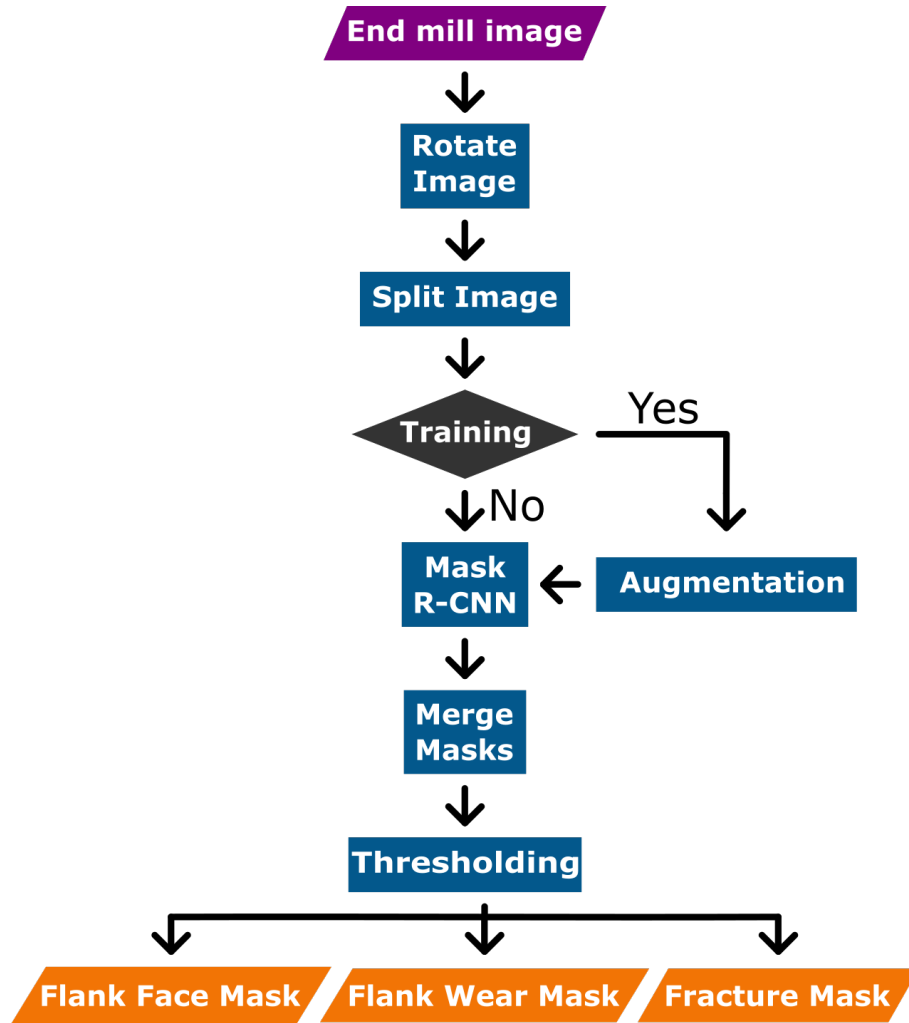 End mill image
Rotate
Image
Split Image
Training
Yes
No
Mask
R-CNN
Augmentation
Merge
Masks
Thresholding
Flank Face Mask
Flank Wear Mask
Fracture Mask